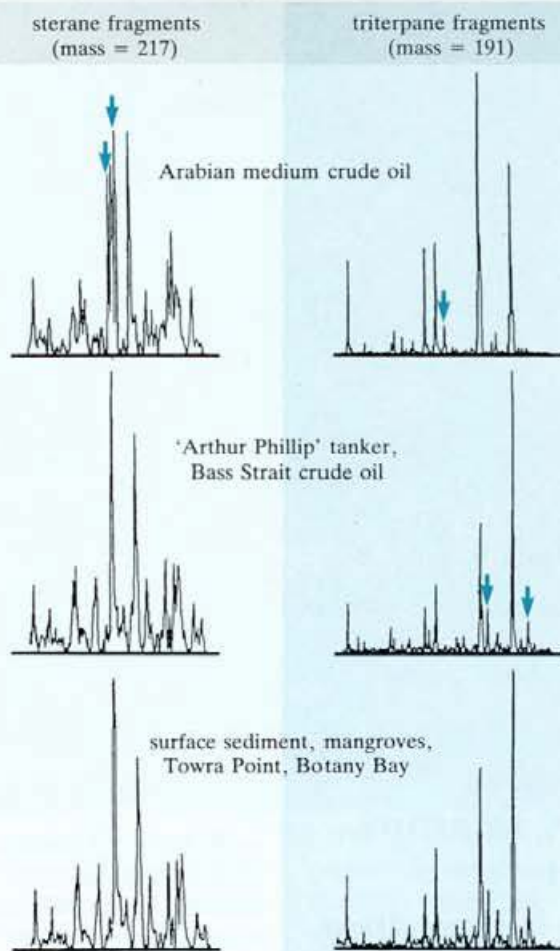 sterane fragments
(mass = 217)
triterpane fragments
(mass = 191)
Arabian medium crude oil
'Arthur Phillip' tanker,
Bass Strait crude oil
surface sediment, mangroves,
Towra Point, Botany Bay